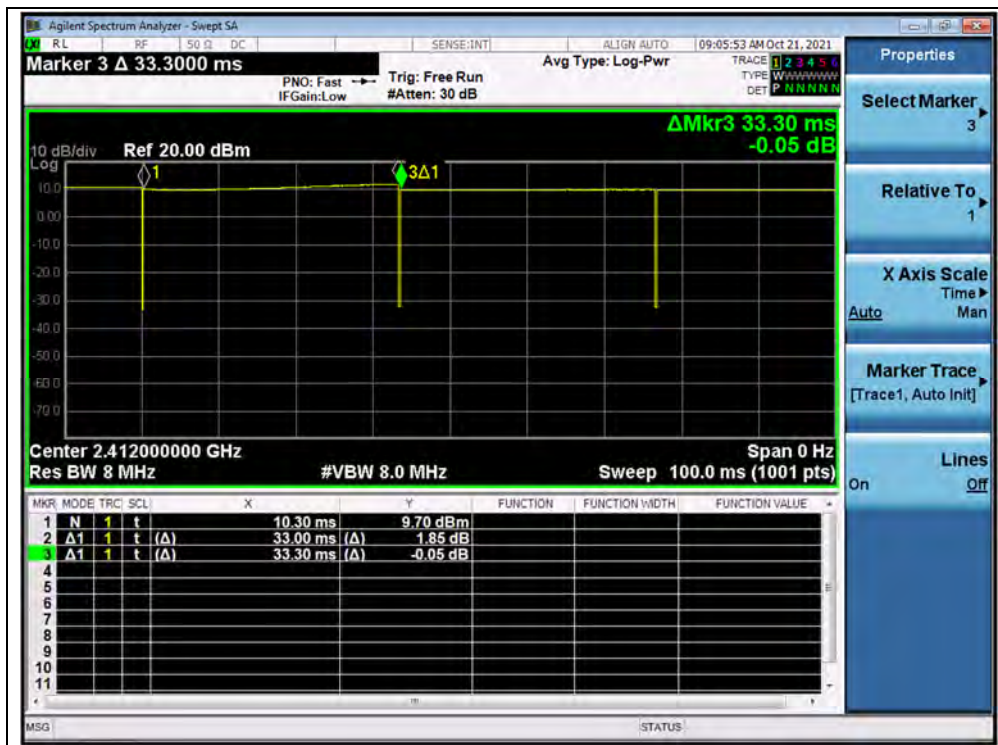 Agilent Spectrum Analyzer - Swept SA
LXI RL RF 50 Ω DC SENSE:INT ALIGN AUTO 09:05:53 AM Oct 21, 2021
Marker 3 Δ 33.3000 ms
PNO: Fast
IFGain:Low
Trig: Free Run
#Atten: 30 dB
Avg Type: Log-Pwr
TRACE 1 2 3 4 5 6
TYPE WWWWWW
DET P N N N N N
ΔMkr3 33.30 ms
-0.05 dB
10 dB/div Ref 20.00 dBm
Log
1
3Δ1
10.0
0.00
-10.0
-20.0
-30.0
-40.0
-50.0
-60.0
-70.0
Center 2.412000000 GHz Span 0 Hz
Res BW 8 MHz #VBW 8.0 MHz Sweep 100.0 ms (1001 pts)
MKR MODE TRC SCL X Y FUNCTION FUNCTION WIDTH FUNCTION VALUE
1 N 1 t 10.30 ms 9.70 dBm
2 Δ1 1 t (Δ) 33.00 ms (Δ) 1.85 dB
3 Δ1 1 t (Δ) 33.30 ms (Δ) -0.05 dB
4
5
6
7
8
9
10
11
MSG STATUS
Properties
Select Marker
3
Relative To
1
X Axis Scale
Time
Auto Man
Marker Trace
[Trace1, Auto Init]
Lines
On Off